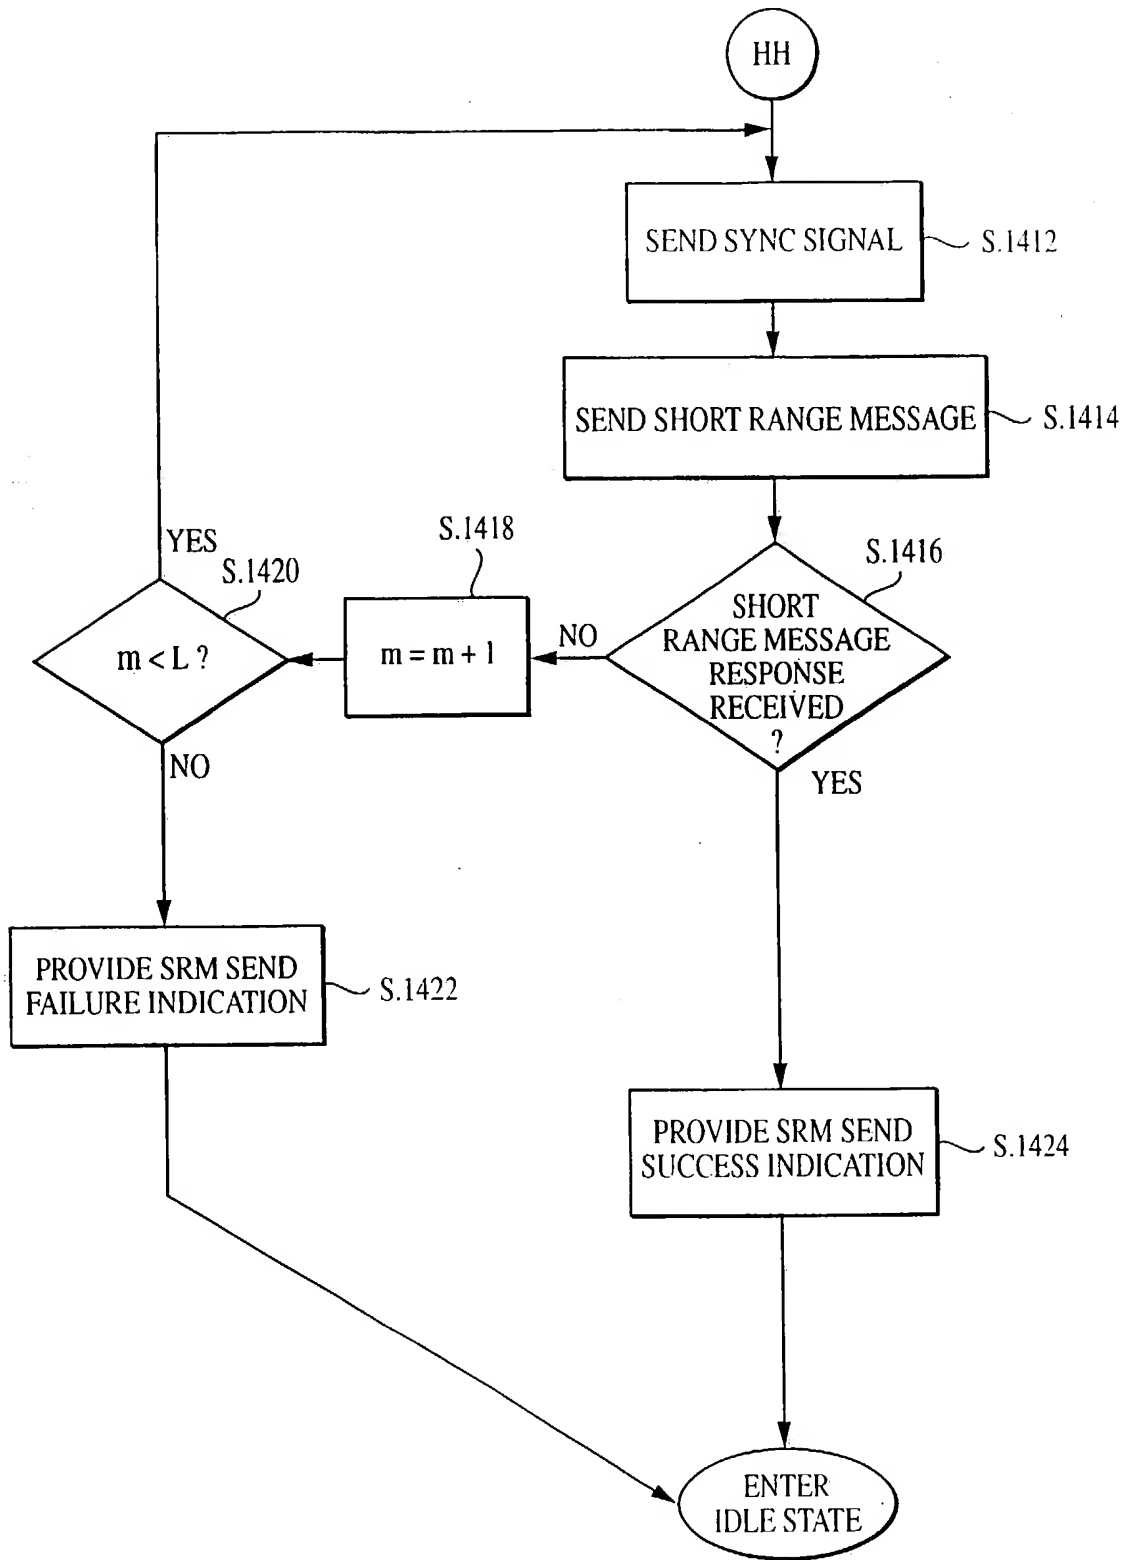 HH
SEND SYNC SIGNAL
S.1412
SEND SHORT RANGE MESSAGE
S.1414
S.1418
S.1416
YES
S.1420
SHORT
RANGE MESSAGE
RESPONSE
RECEIVED
?
NO
m = m + 1
m < L ?
NO
YES
PROVIDE SRM SEND
FAILURE INDICATION
S.1422
PROVIDE SRM SEND
SUCCESS INDICATION
S.1424
ENTER
IDLE STATE